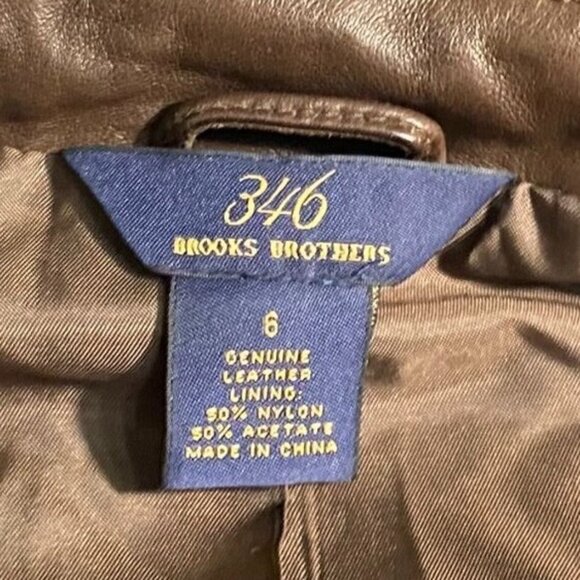 346
BROOKS BROTHERS
6
GENUINE
LEATHER
LINING:
50% NYLON
50% ACETATE
MADE IN CHINA